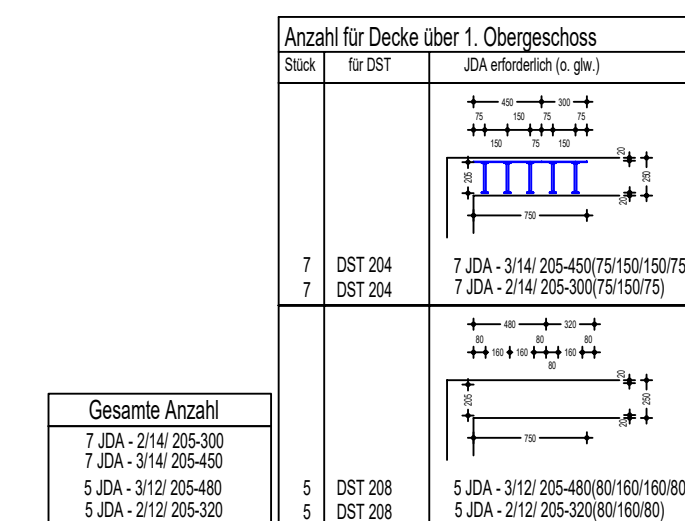 Anzahl für Decke über 1. Obergeschoss
Stück für DST JDA erforderlich (o. glw.)
450 300
75 150 75 75
150 75 150
20
205 250
20
750
7 DST 204 7 JDA - 3/14/ 205-450(75/150/150/75
7 DST 204 7 JDA - 2/14/ 205-300(75/150/75)
480 320
80 80 80
160 160 160
80
20
205 250
20
750
5 DST 208 5 JDA - 3/12/ 205-480(80/160/160/80
5 DST 208 5 JDA - 2/12/ 205-320(80/160/80)
Gesamte Anzahl
7 JDA - 2/14/ 205-300
7 JDA - 3/14/ 205-450
5 JDA - 3/12/ 205-480
5 JDA - 2/12/ 205-320